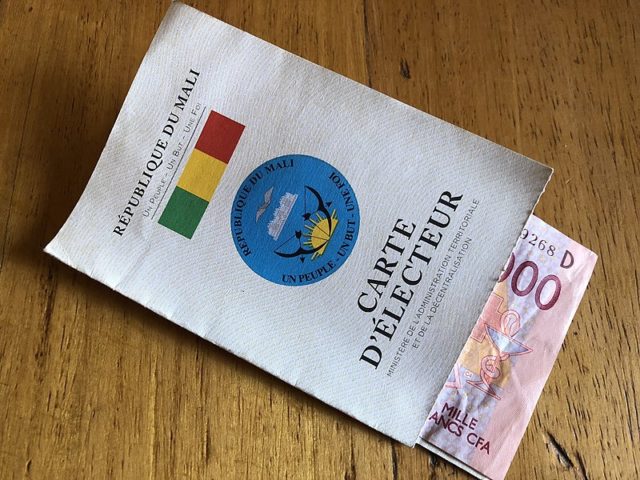 RÉPUBLIQUE DU MALI
UN PEUPLE - UN BUT - UNE FOI
RÉPUBLIQUE DU MALI
UN PEUPLE - UN BUT - UNE FOI
CARTE
D'ÉLECTEUR
MINISTÈRE DE L'ADMINISTRATION TERRITORIALE
ET DE LA DÉCENTRALISATION
9268 D
000
MILLE
ANCS CFA